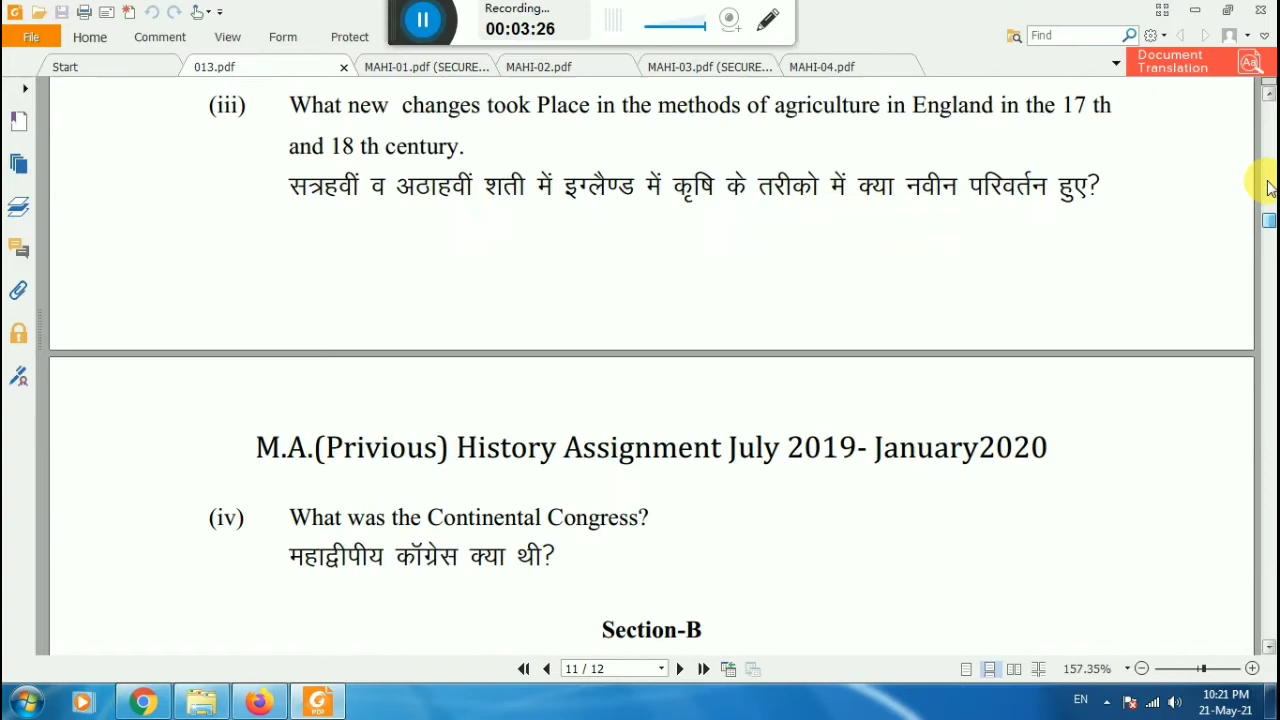 Recording...
00:03:26
File Home Comment View Form Protect
Find
Document
Translation
Start 013.pdf MAHI-01.pdf (SECURE... MAHI-02.pdf MAHI-03.pdf (SECURE... MAHI-04.pdf
(iii) What new changes took Place in the methods of agriculture in England in the 17 th
and 18 th century.
सत्रहवीं व अठाहवीं शती में इग्लैण्ड में कृषि के तरीको में क्या नवीन परिवर्तन हुए?
M.A.(Privious) History Assignment July 2019- January2020
(iv) What was the Continental Congress?
महाद्वीपीय कॉग्रेस क्या थी?
Section-B
11 / 12
157.35%
EN
10:21 PM
21-May-21